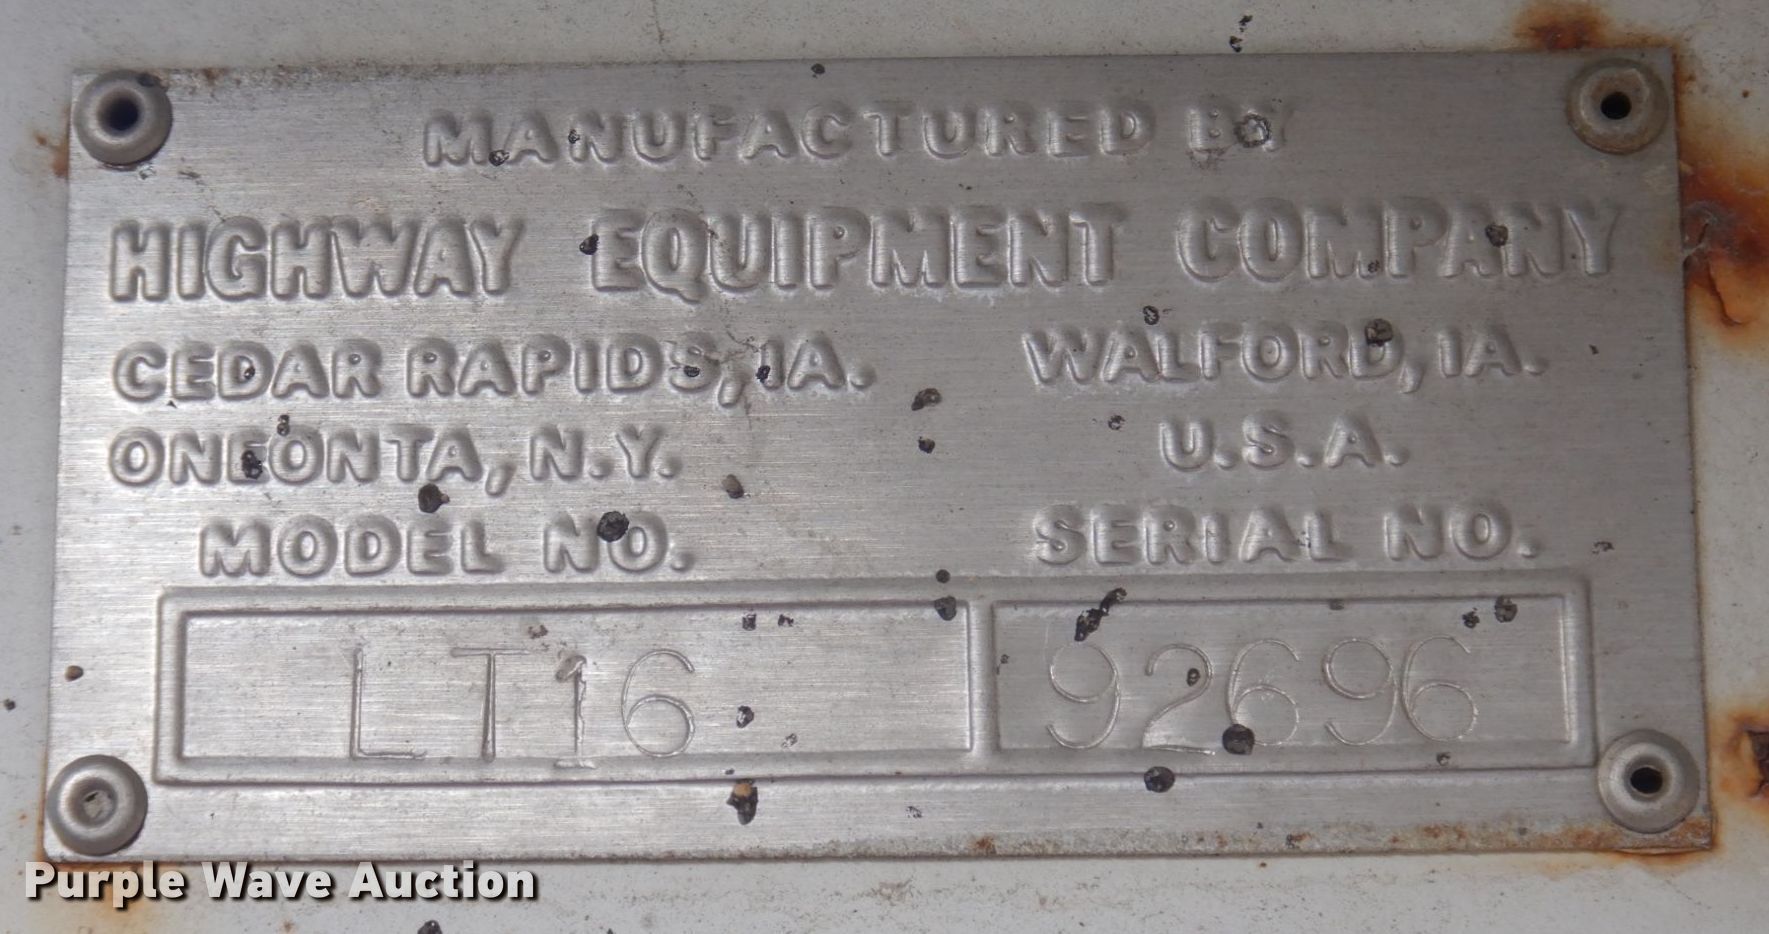 MANUFACTURED BY
HIGHWAY EQUIPMENT COMPANY
CEDAR RAPIDS, IA. WALFORD, IA.
ONEONTA, N.Y. U.S.A.
MODEL NO. SERIAL NO.
LT16 92696
Purple Wave Auction